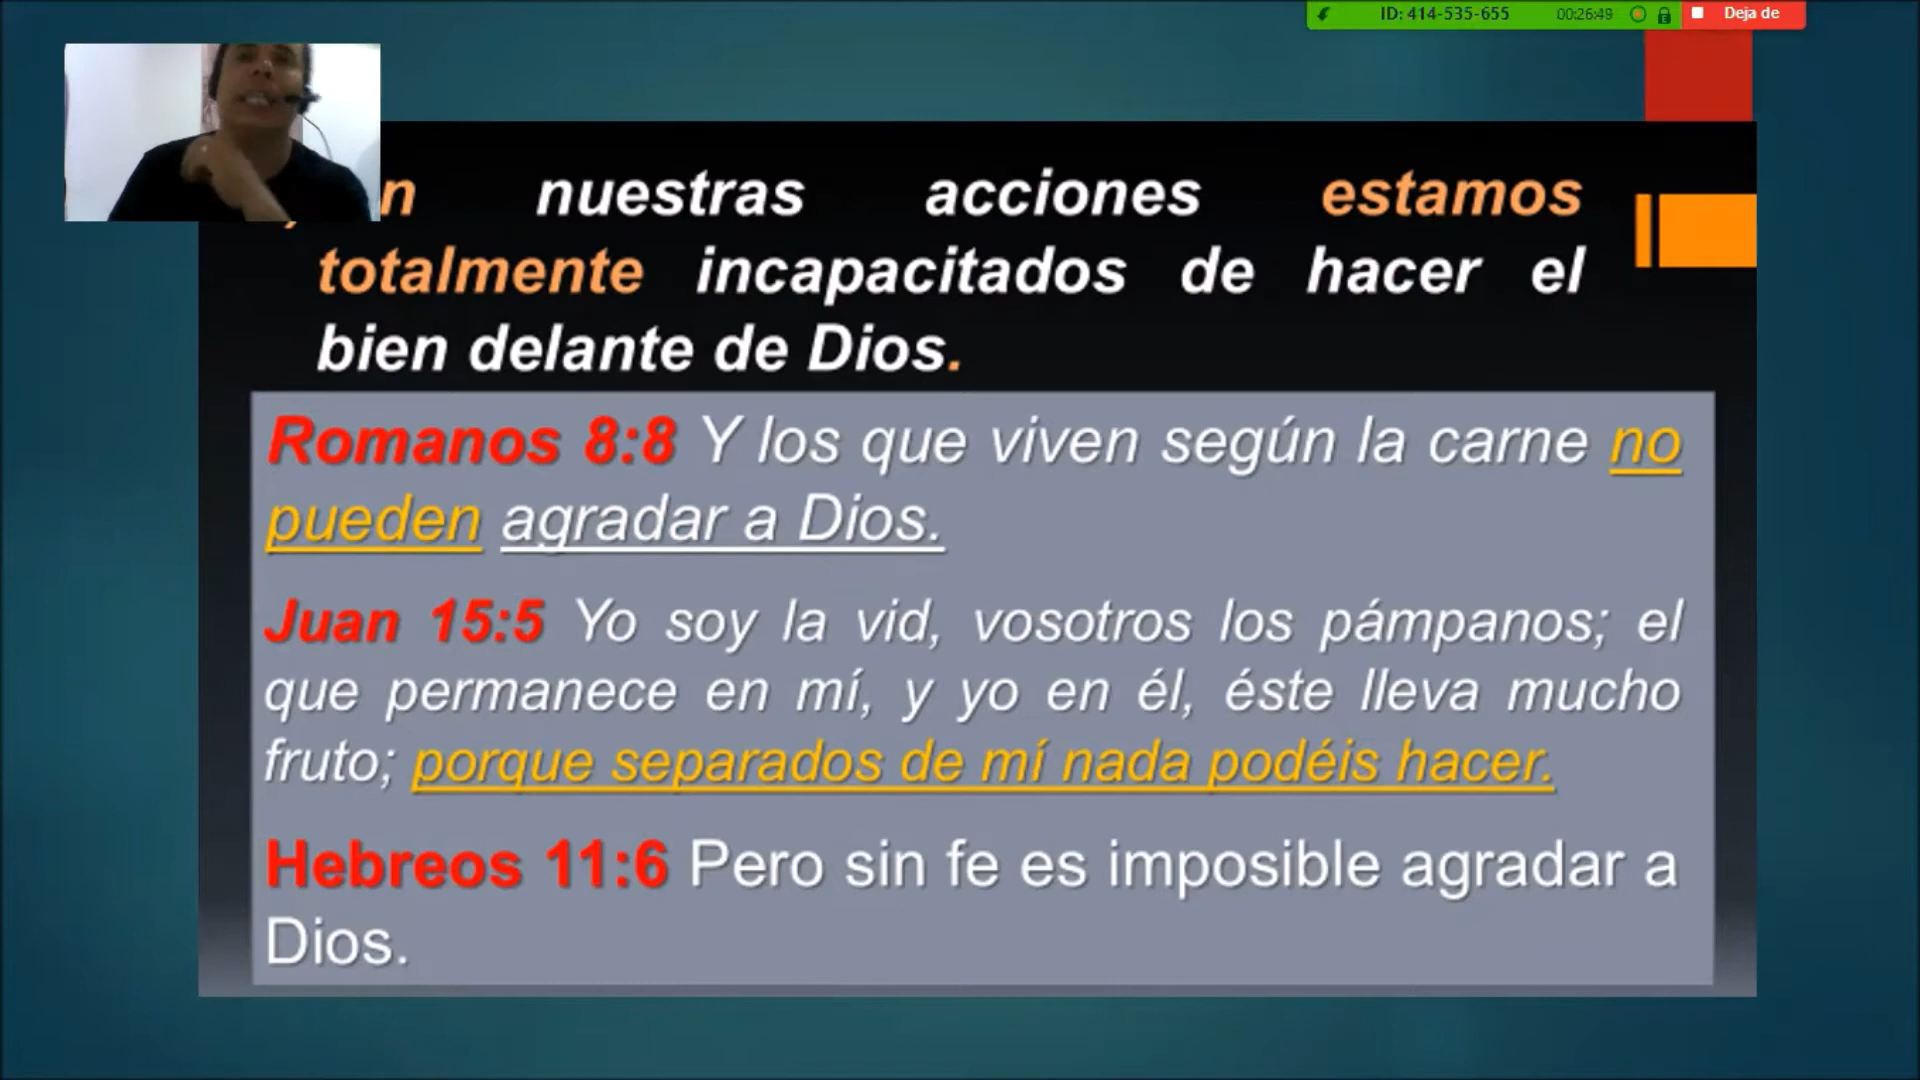 ID: 414-535-655 00:26:49 Deja de
nuestras acciones estamos
totalmente incapacitados de hacer el
bien delante de Dios.
Romanos 8:8 Y los que viven según la carne no
pueden agradar a Dios.
Juan 15:5 Yo soy la vid, vosotros los pámpanos; el
que permanece en mí, y yo en él, éste lleva mucho
fruto; porque separados de mí nada podéis hacer.
Hebreos 11:6 Pero sin fe es imposible agradar a
Dios.